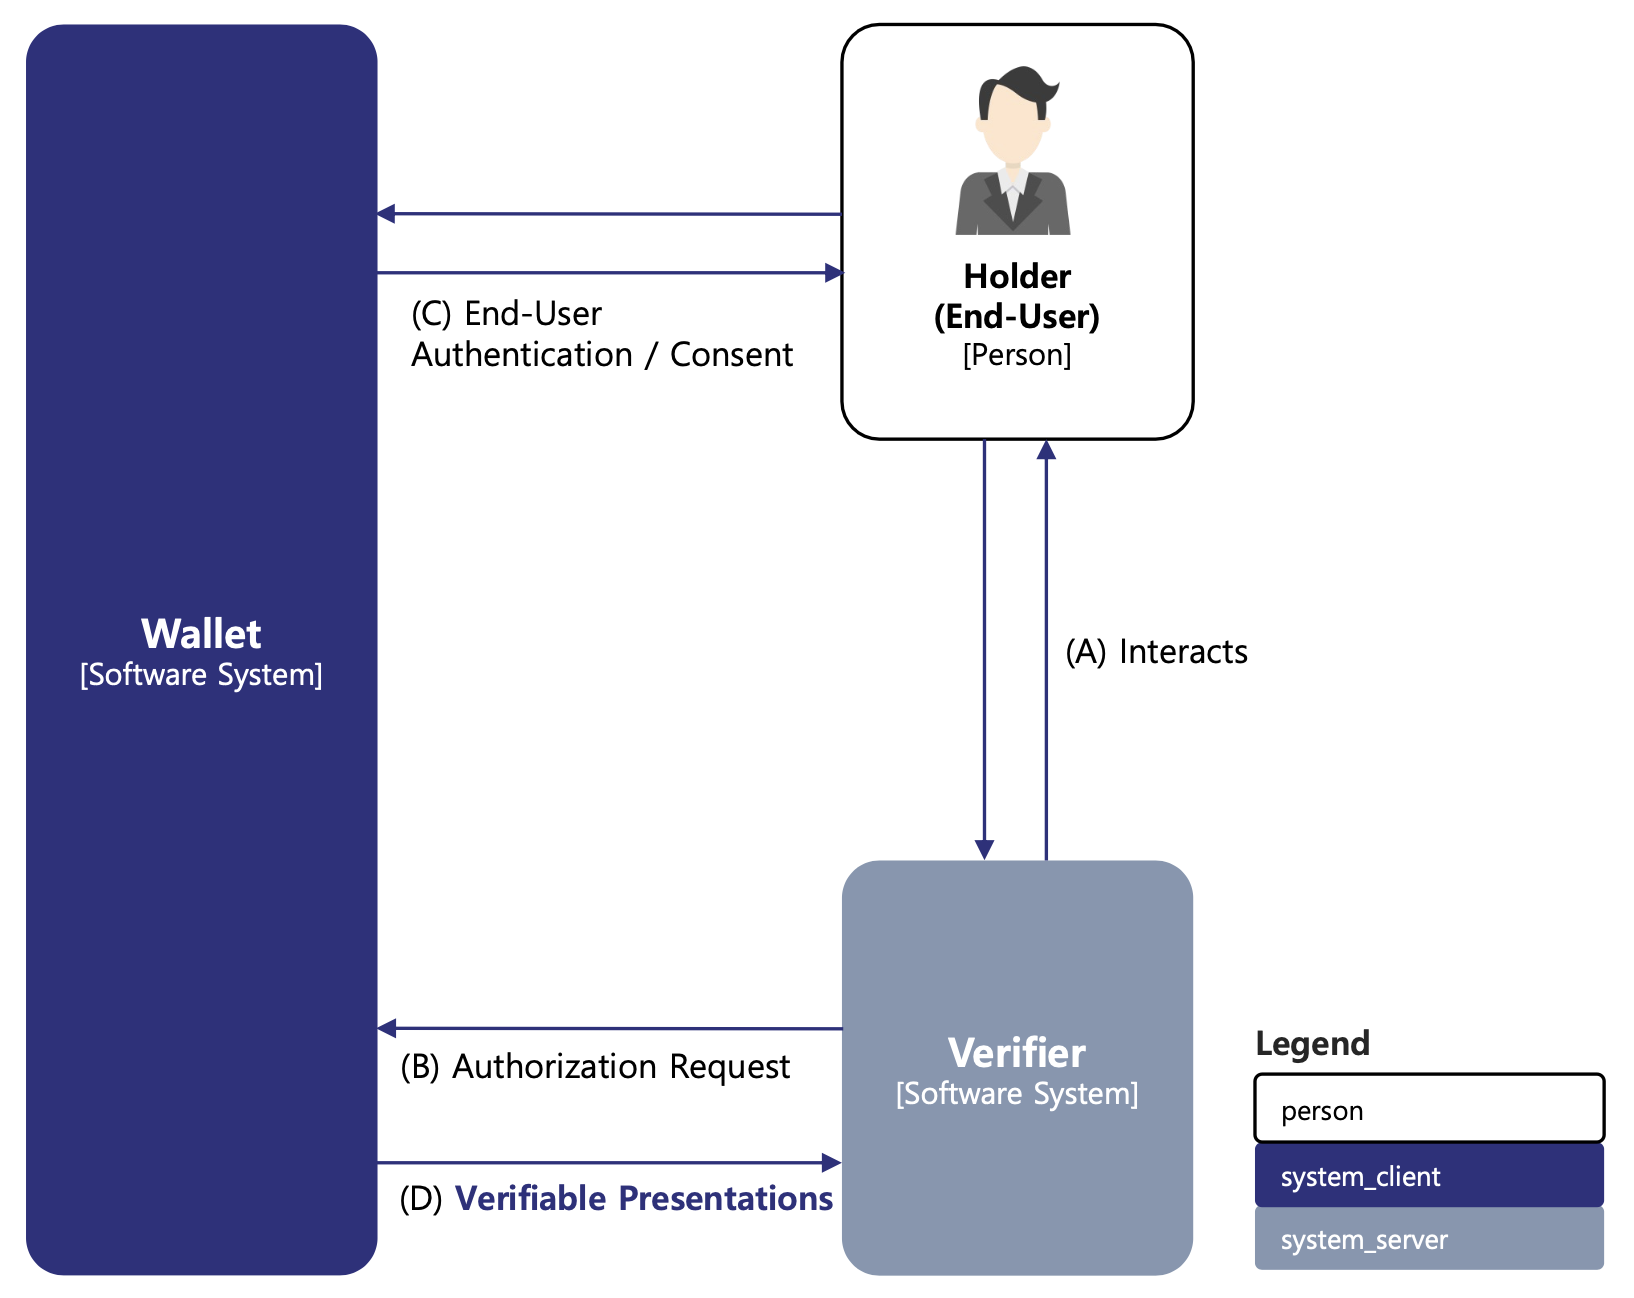 Holder
(End-User)
[Person]
(C) End-User
Authentication / Consent
Wallet
[Software System]
(A) Interacts
(B) Authorization Request
Verifier
[Software System]
(D) Verifiable Presentations
Legend
person
system_client
system_server